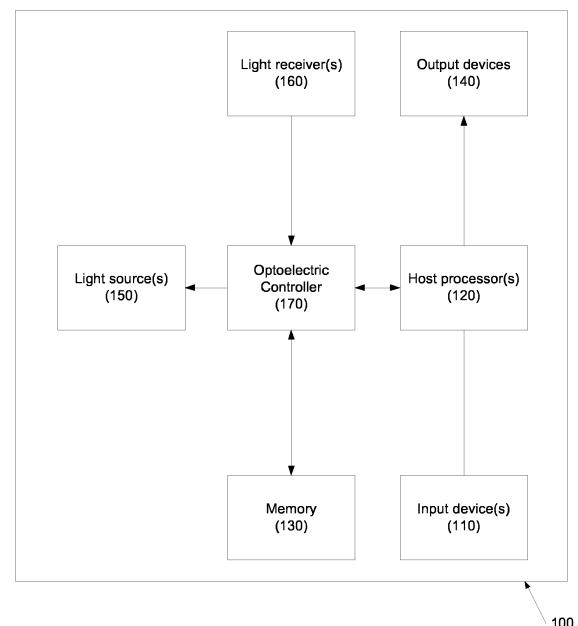 Light receiver(s)
(160)
Output devices
(140)
Light source(s)
(150)
Optoelectric
Controller
(170)
Host processor(s)
(120)
Memory
(130)
Input device(s)
(110)
100